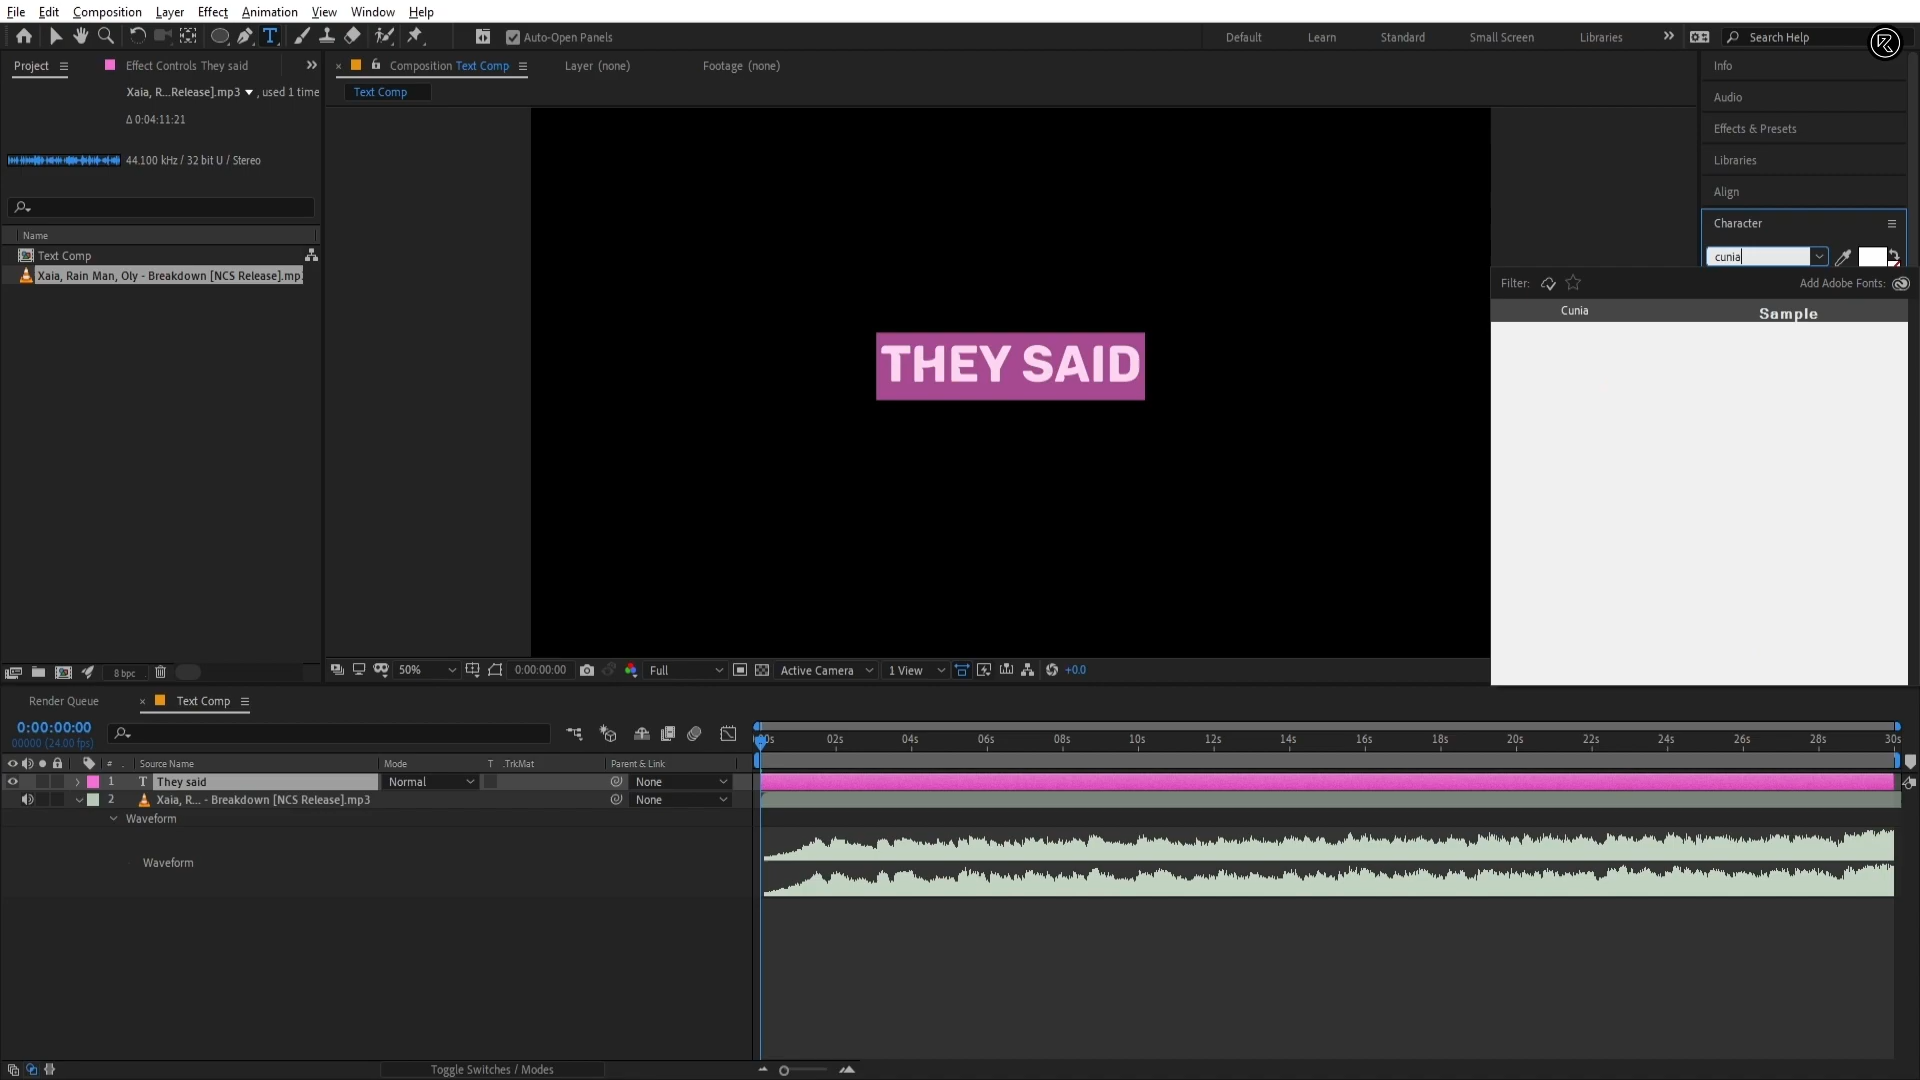 File Edit Composition Layer Effect Animation View Window Help
Auto-Open Panels
Default Learn Standard Small Screen Libraries
Search Help
Project
Effect Controls They said
Xaia, R...Release].mp3 , used 1 time
Δ 0:04:11:21
44.100 kHz / 32 bit U / Stereo
Name
Text Comp
Xaia, Rain Man, Oly - Breakdown [NCS Release].mp
8 bpc
Composition Text Comp
Layer (none)
Footage (none)
Text Comp
THEY SAID
50%
0:00:00:00
Full
Active Camera
1 View
+0.0
Info
Audio
Effects & Presets
Libraries
Align
Character
cunia
Filter:
Add Adobe Fonts:
Cunia Sample
Render Queue
Text Comp
0:00:00:00
00000 (24.00 fps)
# . Source Name Mode T .TrkMat Parent & Link
1 T They said Normal None
2 Xaia, R... - Breakdown [NCS Release].mp3 None
Waveform
Waveform
:00s 02s 04s 06s 08s 10s 12s 14s 16s 18s 20s 22s 24s 26s 28s 30s
Toggle Switches / Modes